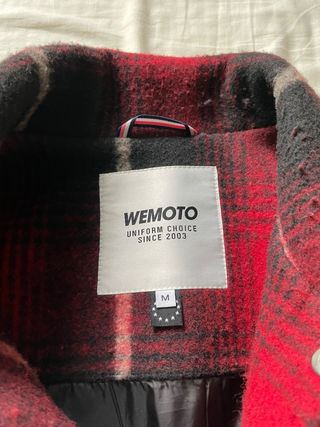 WEMOTO
UNIFORM CHOICE
SINCE 2003
M